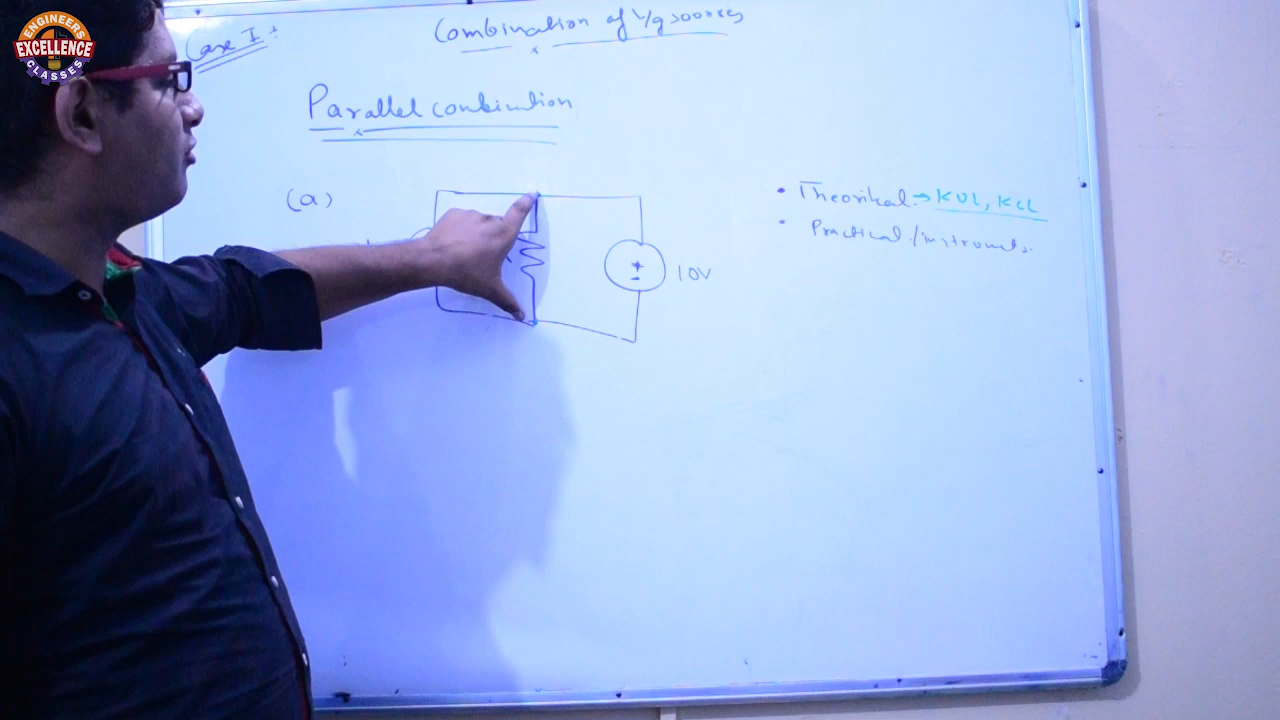 ENGINEERS
EXCELLENCE
CLASSES
Case I :
Combination of V/g sources
Parallel combination
(a)
+
-
10V
• Theoritical → KVL, KCL
• Practical / instruments.